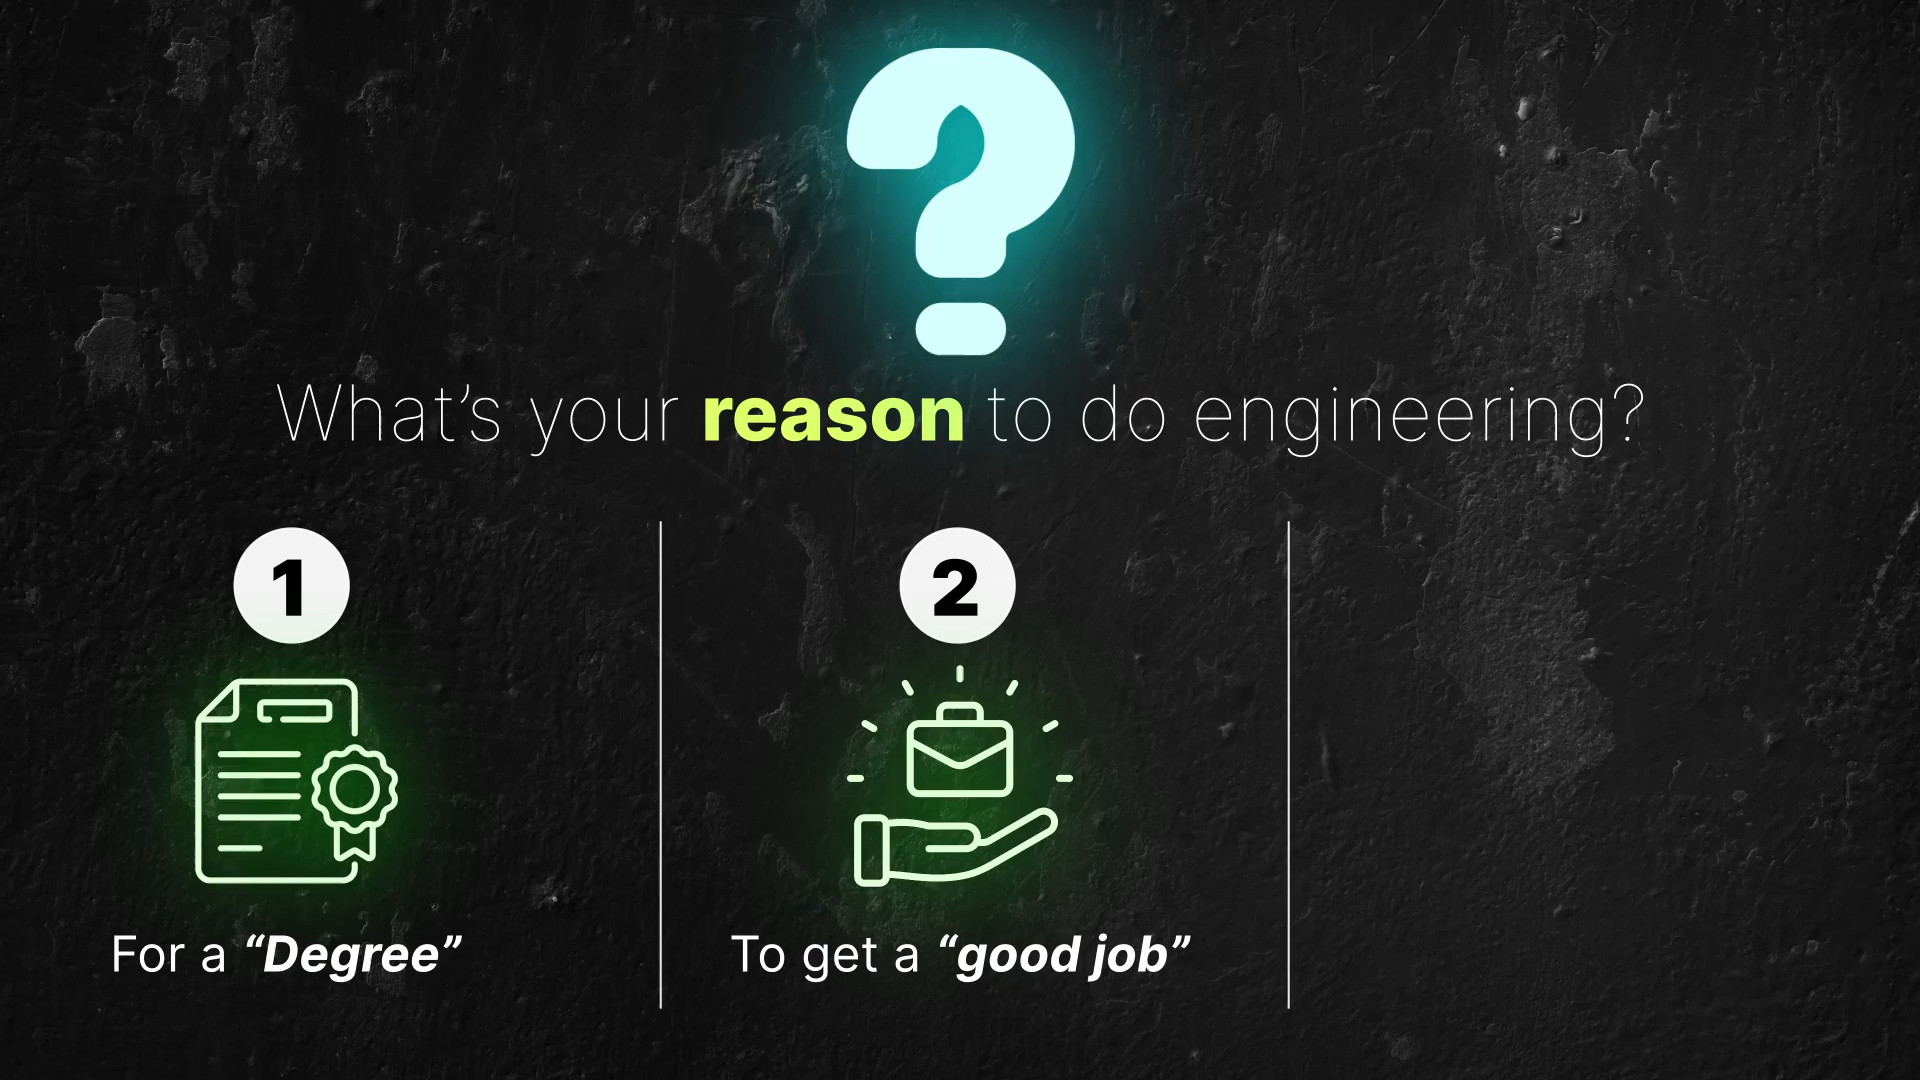 ?
What’s your reason to do engineering?
1
For a “Degree”
2
To get a “good job”